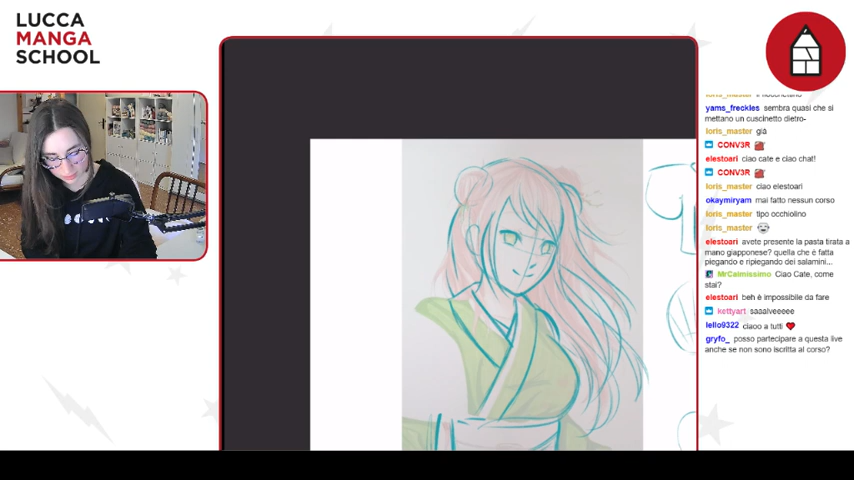 LUCCA
MANGA
SCHOOL
loris_master
yams_freckles sembra quasi che si
mettano un cuscinetto dietro-
loris_master già
CONV3R
elestoari ciao cate e ciao chat!
CONV3R
loris_master ciao elestoari
okaymiryam mai fatto nessun corso
loris_master tipo occhiolino
loris_master
elestoari avete presente la pasta tirata a
mano giapponese? quella che è fatta
piegando e ripiegando dei salamini...
MrCalmissimo Ciao Cate, come
stai?
elestoari beh è impossibile da fare
kettyart saaalveeeee
lello9322 ciaoo a tutti
gryfo_ posso partecipare a questa live
anche se non sono iscritta al corso?